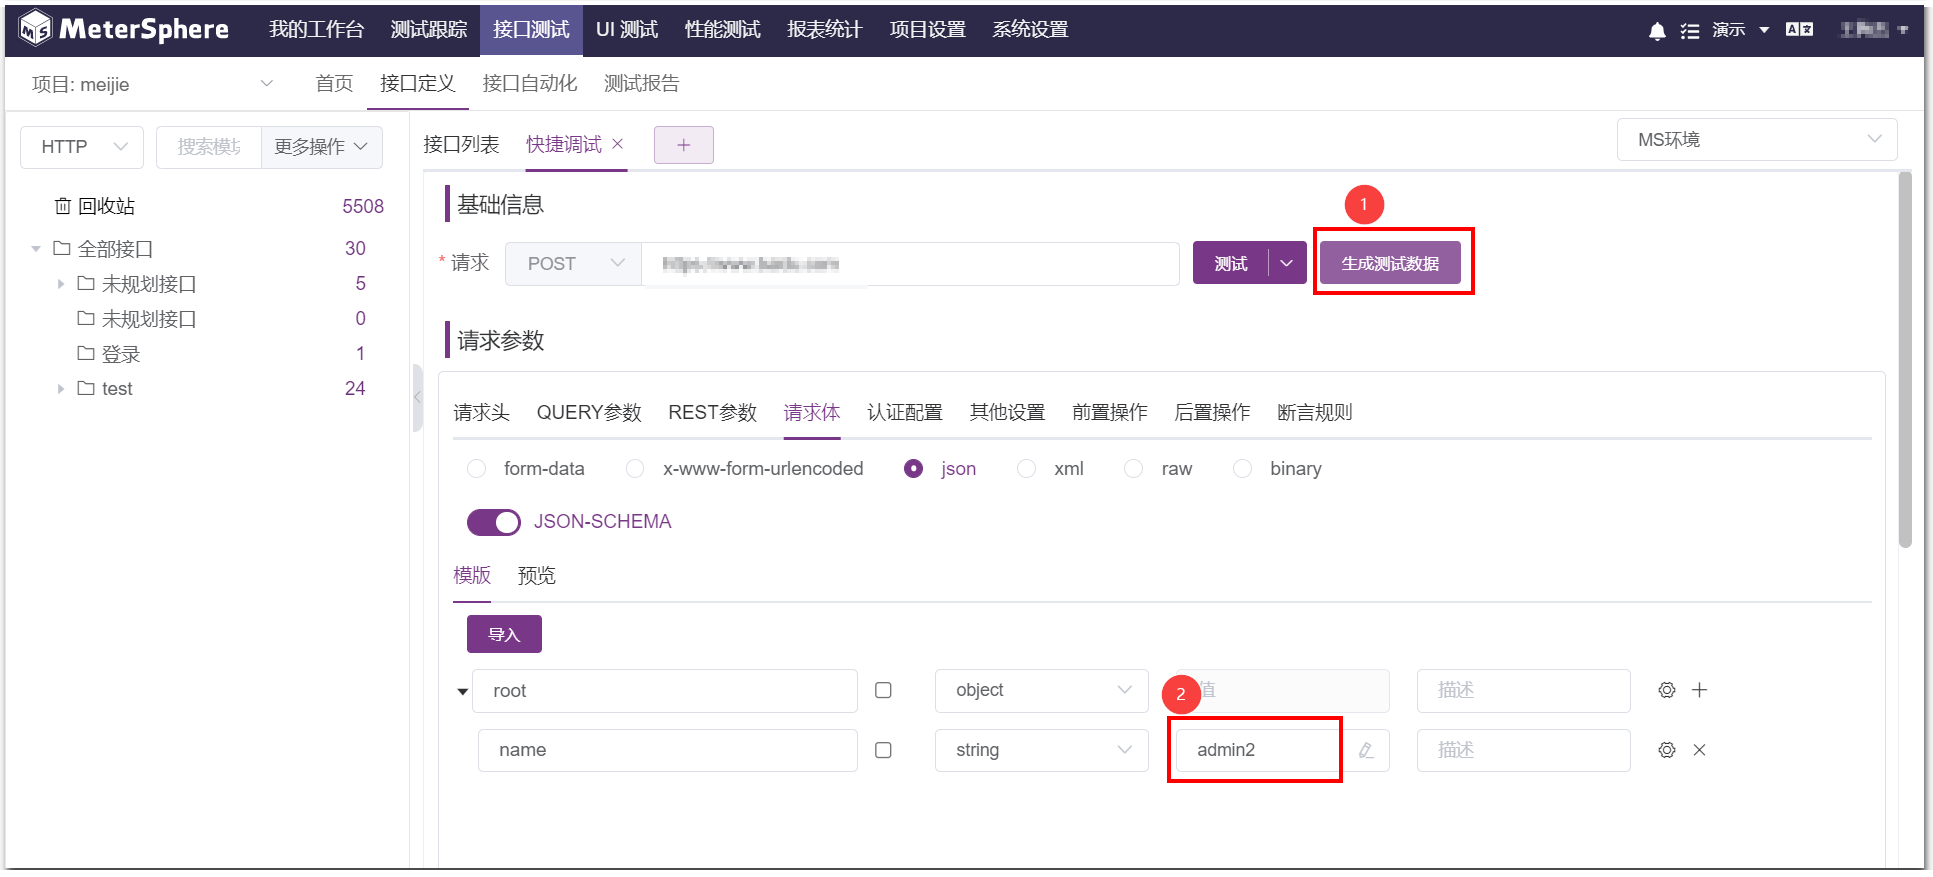 MeterSphere 我的工作台 测试跟踪 接口测试 UI 测试 性能测试 报表统计 项目设置 系统设置 演示
项目: meijie 首页 接口定义 接口自动化 测试报告
HTTP 搜索模块 更多操作
回收站 5508
全部接口 30
未规划接口 5
未规划接口 0
登录 1
test 24
接口列表 快捷调试 MS环境
基础信息
1
* 请求 POST 测试 生成测试数据
请求参数
请求头 QUERY参数 REST参数 请求体 认证配置 其他设置 前置操作 后置操作 断言规则
form-data x-www-form-urlencoded json xml raw binary
JSON-SCHEMA
模版 预览
导入
root object 2 值 描述
name string admin2 描述